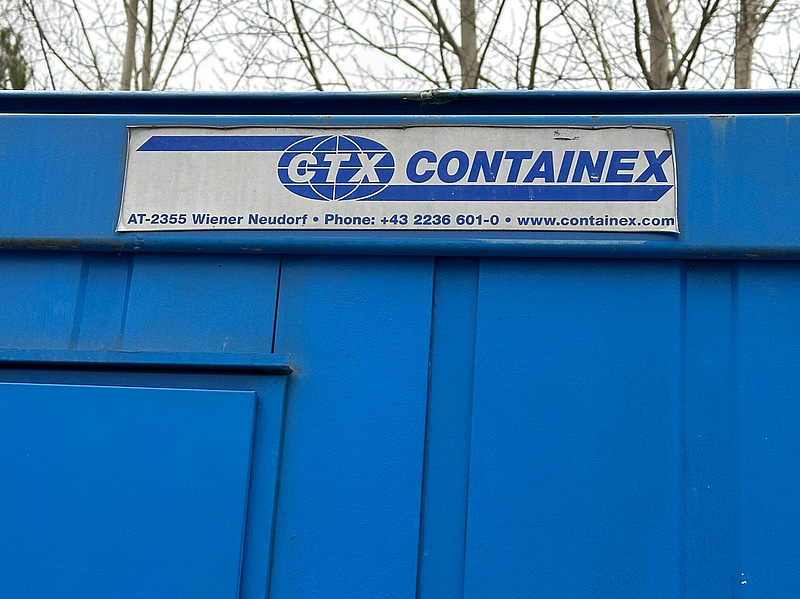 CTX CONTAINEX
AT-2355 Wiener Neudorf • Phone: +43 2236 601-0 • www.containex.com